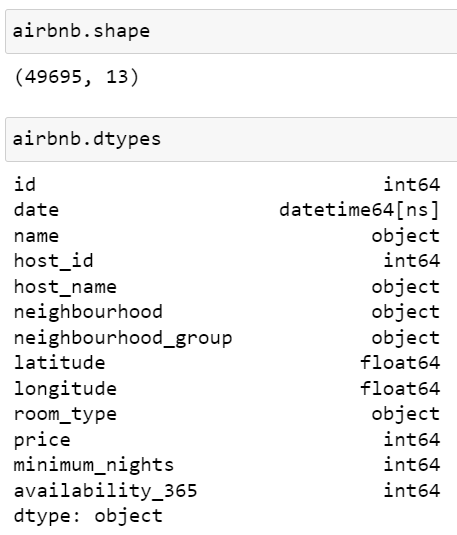 airbnb.shape
(49695, 13)
airbnb.dtypes
id int64
date datetime64[ns]
name object
host_id int64
host_name object
neighbourhood object
neighbourhood_group object
latitude float64
longitude float64
room_type object
price int64
minimum_nights int64
availability_365 int64
dtype: object